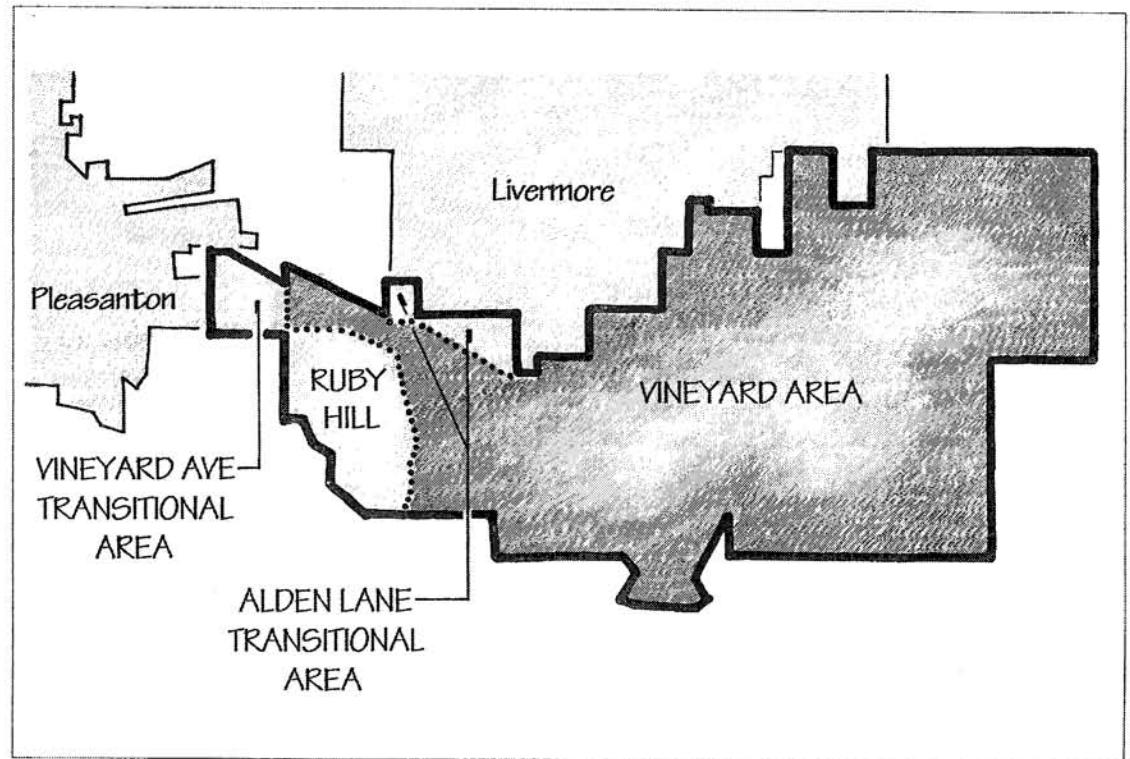 Livermore
Pleasanton
RUBY
HILL
VINEYARD AREA
VINEYARD AVE
TRANSITIONAL
AREA
ALDEN LANE
TRANSITIONAL
AREA